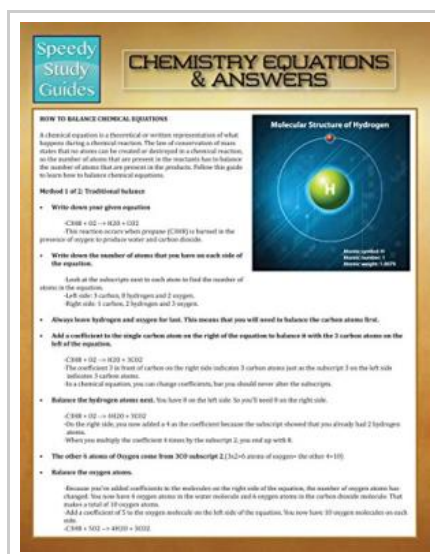 Speedy
Study
Guides
CHEMISTRY EQUATIONS
& ANSWERS
HOW TO BALANCE CHEMICAL EQUATIONS
A chemical equation is a theoretical or written representation of what
happens during a chemical reaction. The law of conservation of mass
states that no atoms can be created or destroyed in a chemical reaction,
so the number of atoms that are present in the reactants has to balance
the number of atoms that are present in the products. Follow this guide
to learn how to balance chemical equations.
Molecular Structure of Hydrogen
H
Atomic symbol: H
Atomic number: 1
Atomic weight: 1.0079
Method 1 of 2: Traditional balance
• Write down your given equation
-C3H8 + O2 --> H2O + CO2
-This reaction occurs when propane (C3H8) is burned in the
presence of oxygen to produce water and carbon dioxide.
• Write down the number of atoms that you have on each side of
the equation.
-Look at the subscripts next to each atom to find the number of
atoms in the equation.
-Left side: 3 carbon, 8 hydrogen and 2 oxygen.
-Right side: 1 carbon, 2 hydrogen and 3 oxygen.
• Always leave hydrogen and oxygen for last. This means that you will need to balance the carbon atoms first.
• Add a coefficient to the single carbon atom on the right of the equation to balance it with the 3 carbon atoms on the
left of the equation.
-C3H8 + O2 --> H2O + 3CO2
-The coefficient 3 in front of carbon on the right side indicates 3 carbon atoms just as the subscript 3 on the left side
indicates 3 carbon atoms.
-In a chemical equation, you can change coefficients, but you should never alter the subscripts.
• Balance the hydrogen atoms next. You have 8 on the left side. So you'll need 8 on the right side.
-C3H8 + O2 --> 4H2O + 3CO2
-On the right side, you now added a 4 as the coefficient because the subscript showed that you already had 2 hydrogen
atoms.
-When you multiply the coefficient 4 times by the subscript 2, you end up with 8.
• The other 6 atoms of Oxygen come from 3CO subscript 2.(3x2=6 atoms of oxygen+ the other 4=10)
• Balance the oxygen atoms.
-Because you've added coefficients to the molecules on the right side of the equation, the number of oxygen atoms has
changed. You now have 4 oxygen atoms in the water molecule and 6 oxygen atoms in the carbon dioxide molecule. That
makes a total of 10 oxygen atoms.
-Add a coefficient of 5 to the oxygen molecule on the left side of the equation. You now have 10 oxygen molecules on each
side.
-C3H8 + 5O2 --> 4H2O + 3CO2.